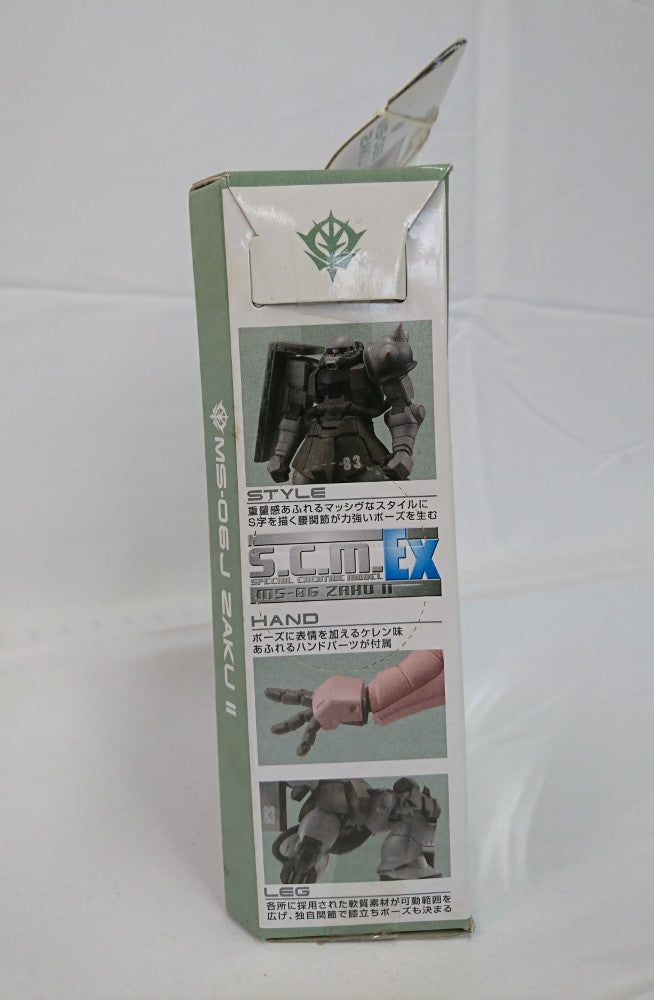 MS-06J ZAKU II
83
STYLE
重量感あふれるマッシヴなスタイルに
S字を描く腰関節が力強いポーズを生む
S.C.M.EX
SPECIAL CREATIVE MODEL
MS-06 ZAKU II
HAND
ポーズに表情を加えるケレン味
あふれるハンドパーツが付属
83
LEG
各所に採用された軟質素材が可動範囲を
広げ、独自関節で膝立ちポーズも決まる